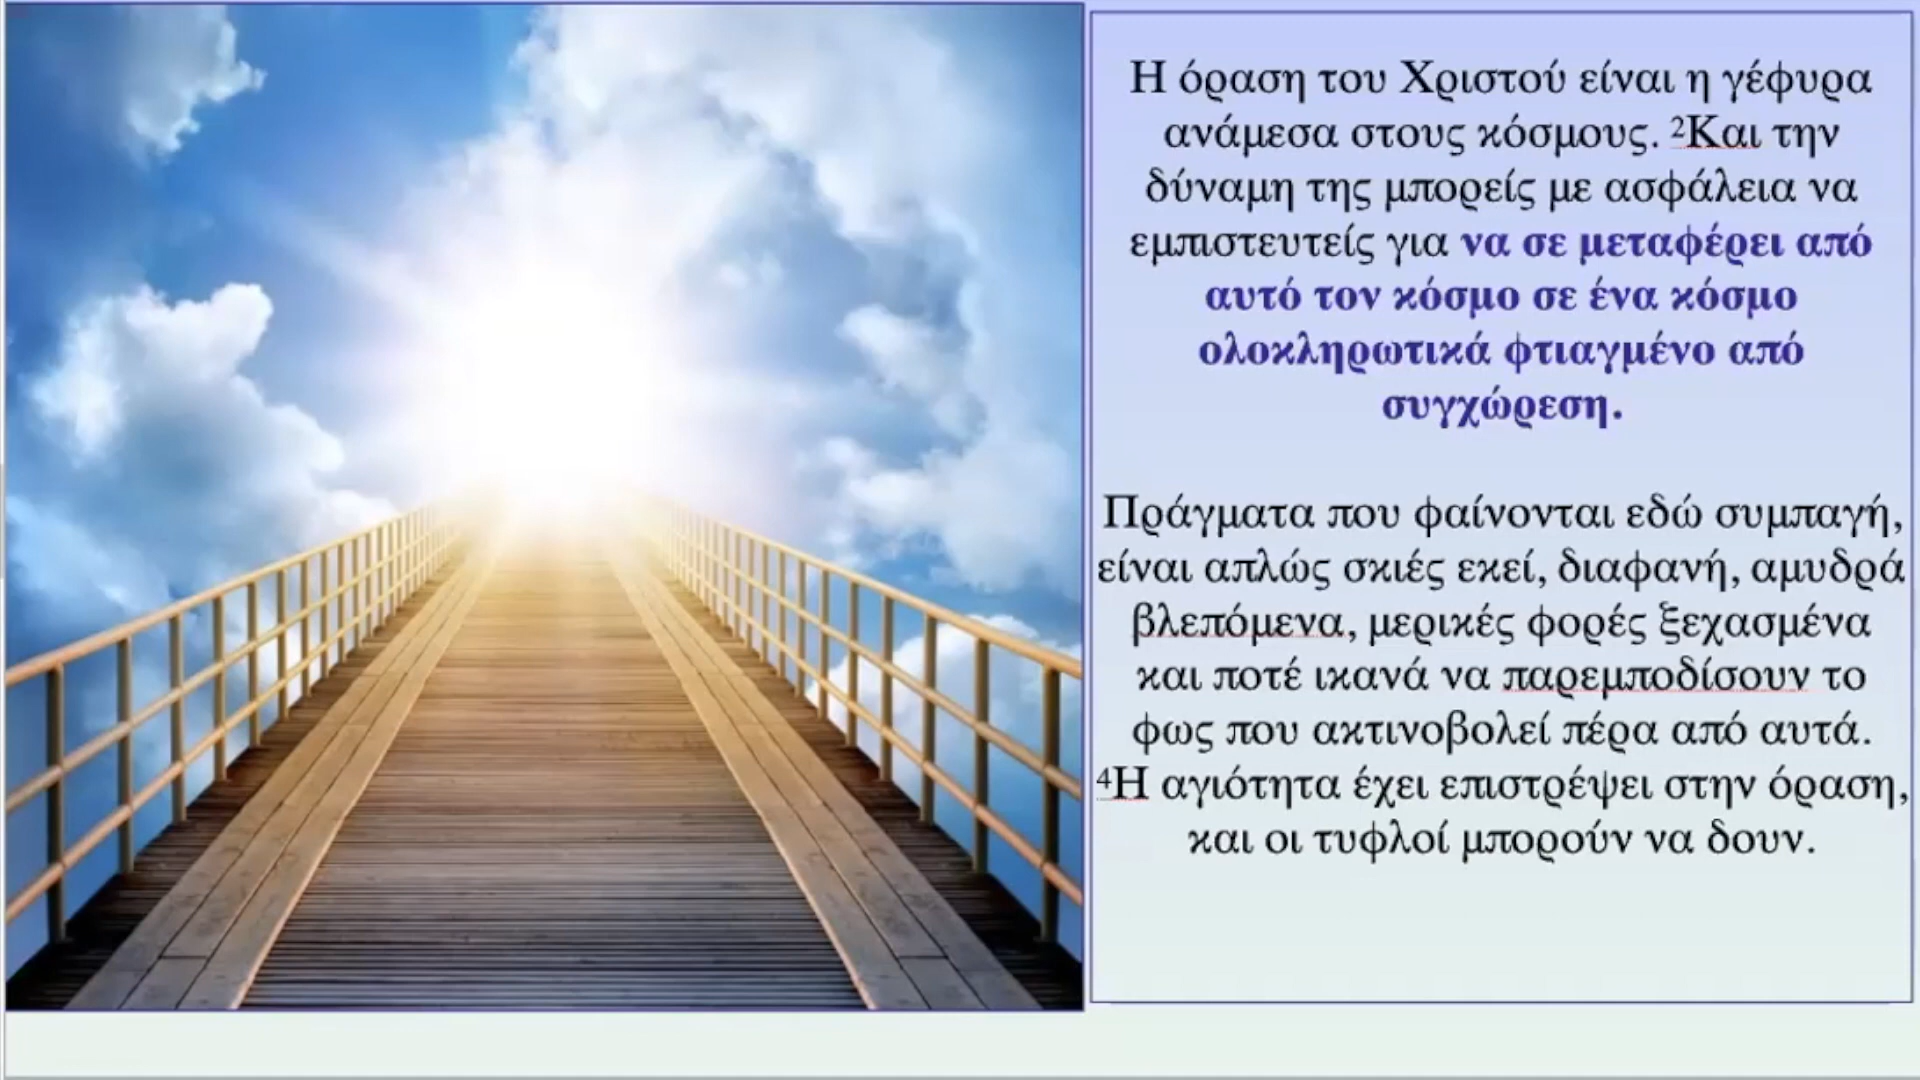 Η όραση του Χριστού είναι η γέφυρα
ανάμεσα στους κόσμους. ²Και την
δύναμη της μπορείς με ασφάλεια να
εμπιστευτείς για να σε μεταφέρει από
αυτό τον κόσμο σε ένα κόσμο
ολοκληρωτικά φτιαγμένο από
συγχώρεση.
Πράγματα που φαίνονται εδώ συμπαγή,
είναι απλώς σκιές εκεί, διαφανή, αμυδρά
βλεπόμενα, μερικές φορές ξεχασμένα
και ποτέ ικανά να παρεμποδίσουν το
φως που ακτινοβολεί πέρα από αυτά.
⁴Η αγιότητα έχει επιστρέψει στην όραση,
και οι τυφλοί μπορούν να δουν.